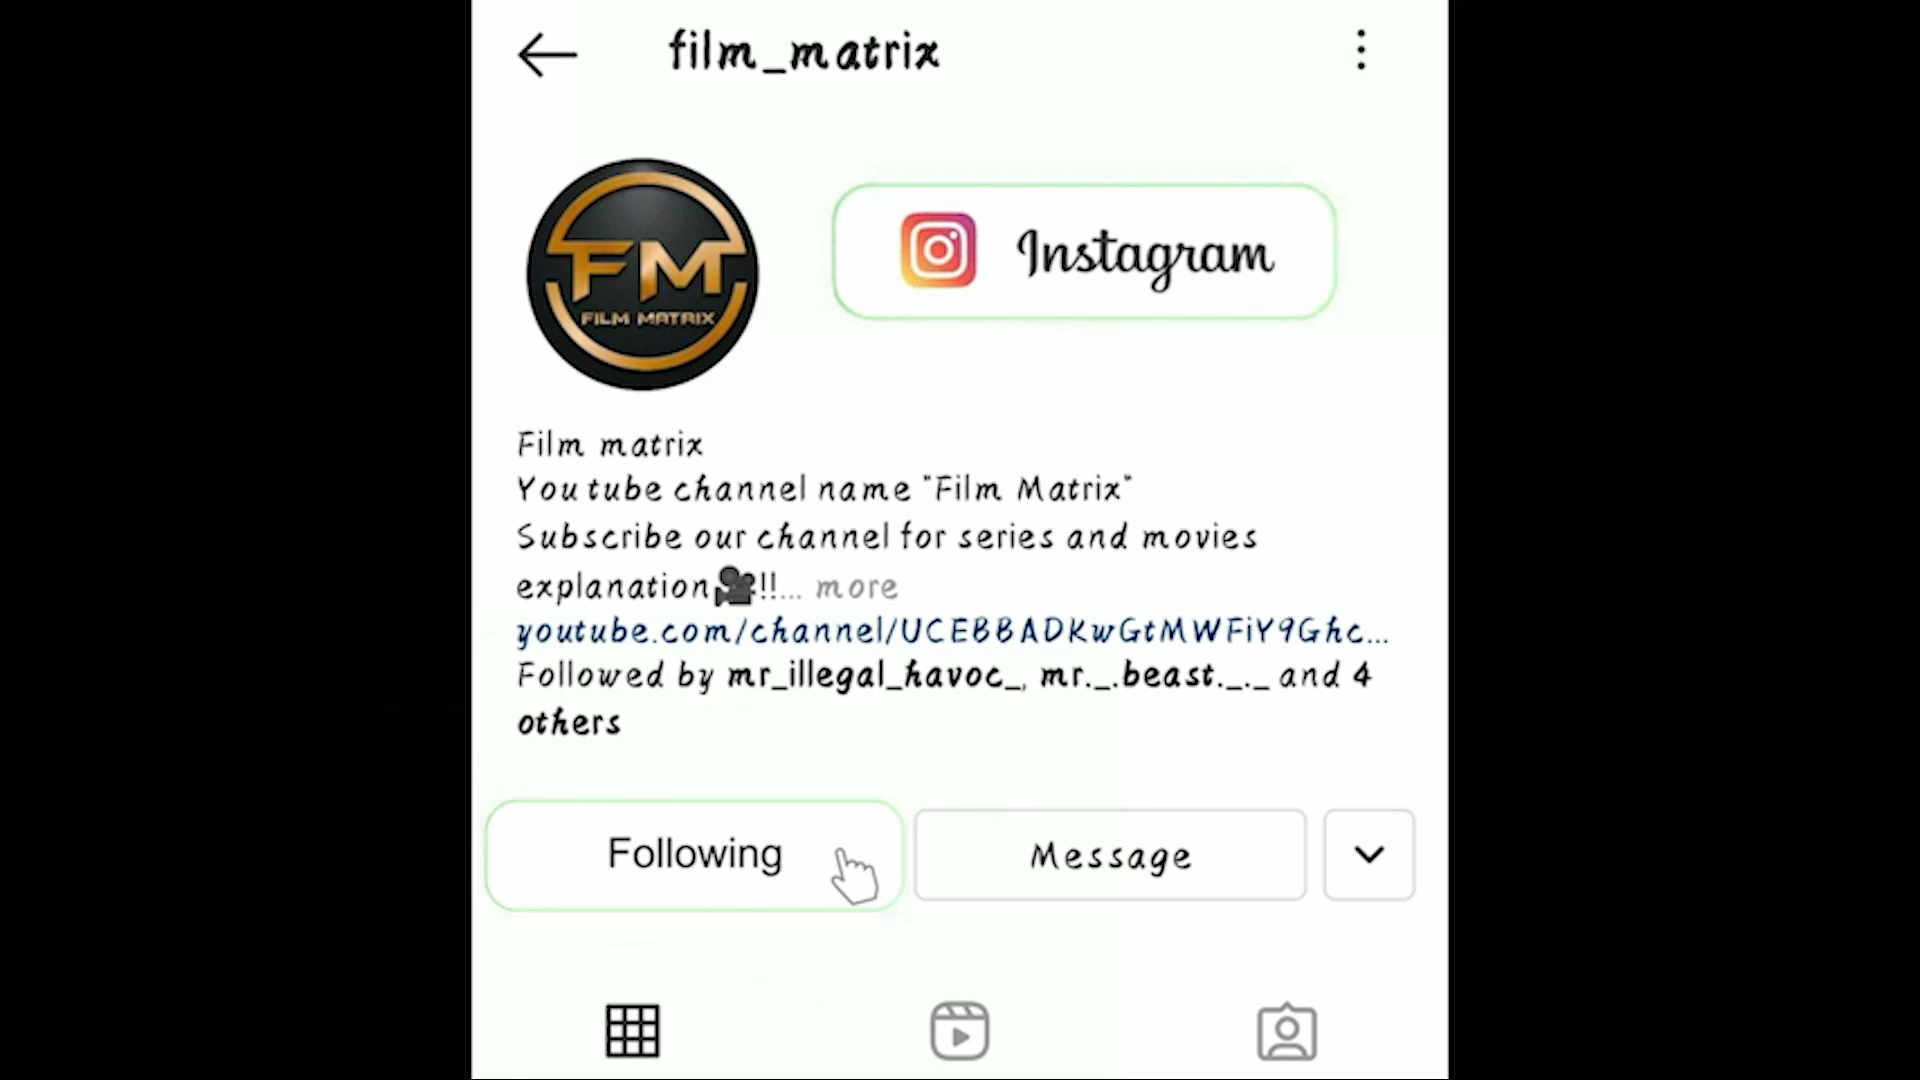 film_matrix
FM
FILM MATRIX
Instagram
Film matrix
You tube channel name "Film Matrix"
Subscribe our channel for series and movies
explanation🎥!!... more
youtube.com/channel/UCEBBADKwGtMWFiY9Ghc...
Followed by mr_illegal_havoc_, mr._.beast._._ and 4
others
Following
Message